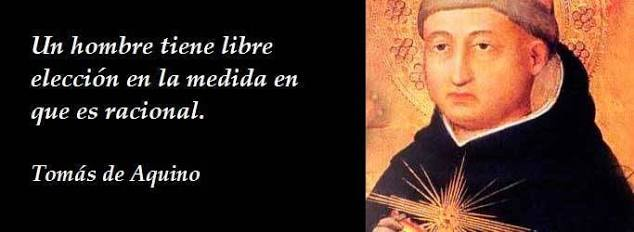 Un hombre tiene libre
elección en la medida en
que es racional.
Tomás de Aquino